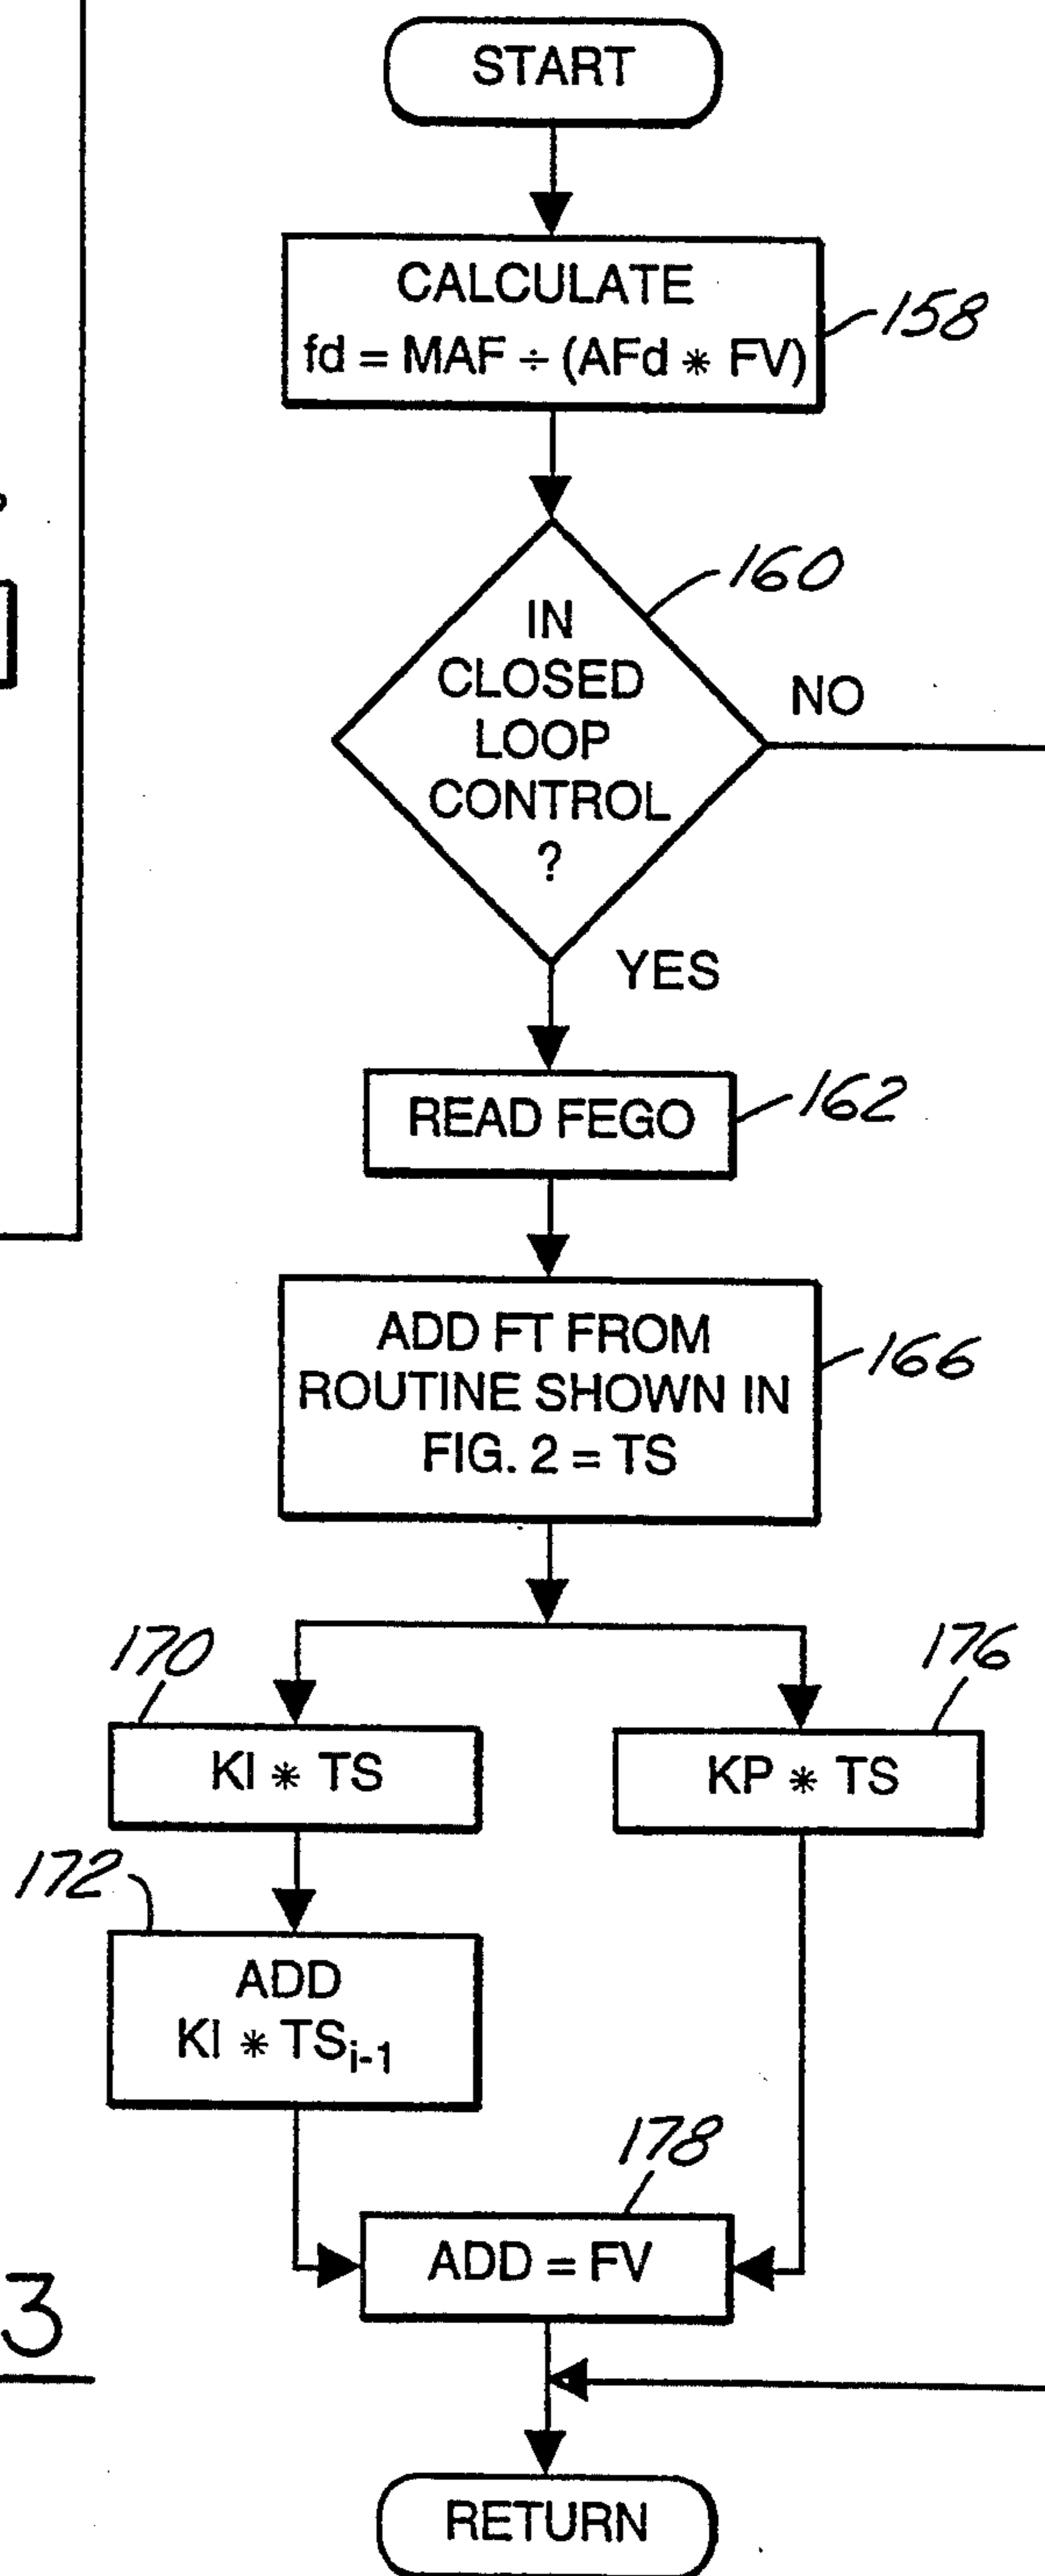 START
CALCULATE
fd = MAF ÷ (AFd * FV)
158
160
IN
CLOSED
LOOP
CONTROL
?
NO
YES
READ FEGO
162
ADD FT FROM
ROUTINE SHOWN IN
FIG. 2 = TS
166
170
176
KI * TS
KP * TS
172
ADD
KI * TSi-1
178
ADD = FV
3
RETURN